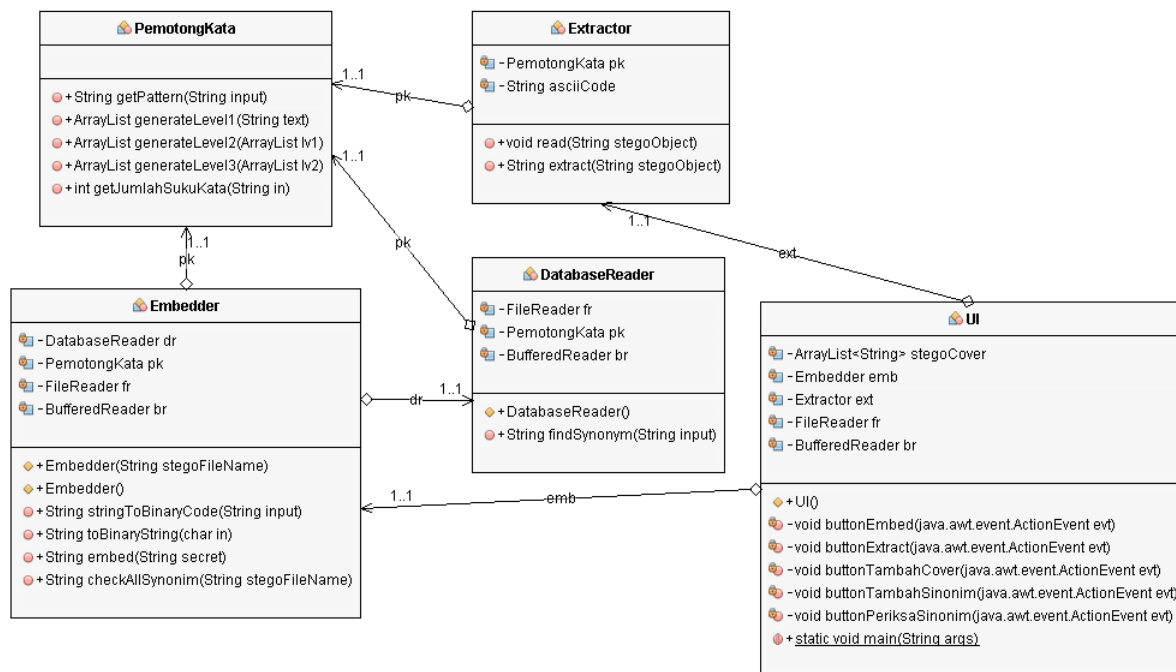 PemotongKata
+String getPattern(String input)
+ArrayList generateLevel1(String text)
+ArrayList generateLevel2(ArrayList lv1)
+ArrayList generateLevel3(ArrayList lv2)
+int getJumlahSukuKata(String in)
Extractor
-PemotongKata pk
-String asciiCode
+void read(String stegoObject)
+String extract(String stegoObject)
1..1
pk
1..1
pk
1..1
pk
1..1
ext
Embedder
-DatabaseReader dr
-PemotongKata pk
-FileReader fr
-BufferedReader br
+Embedder(String stegoFileName)
+Embedder()
+String stringToBinaryCode(String input)
+String toBinaryString(char in)
+String embed(String secret)
+String checkAllSynonim(String stegoFileName)
dr
1..1
DatabaseReader
-FileReader fr
-PemotongKata pk
-BufferedReader br
+DatabaseReader()
+String findSynonym(String input)
1..1
emb
UI
-ArrayList<String> stegoCover
-Embedder emb
-Extractor ext
-FileReader fr
-BufferedReader br
+UI()
-void buttonEmbed(java.awt.event.ActionEvent evt)
-void buttonExtract(java.awt.event.ActionEvent evt)
-void buttonTambahCover(java.awt.event.ActionEvent evt)
-void buttonTambahSinonim(java.awt.event.ActionEvent evt)
-void buttonPeriksaSinonim(java.awt.event.ActionEvent evt)
+static void main(String args)